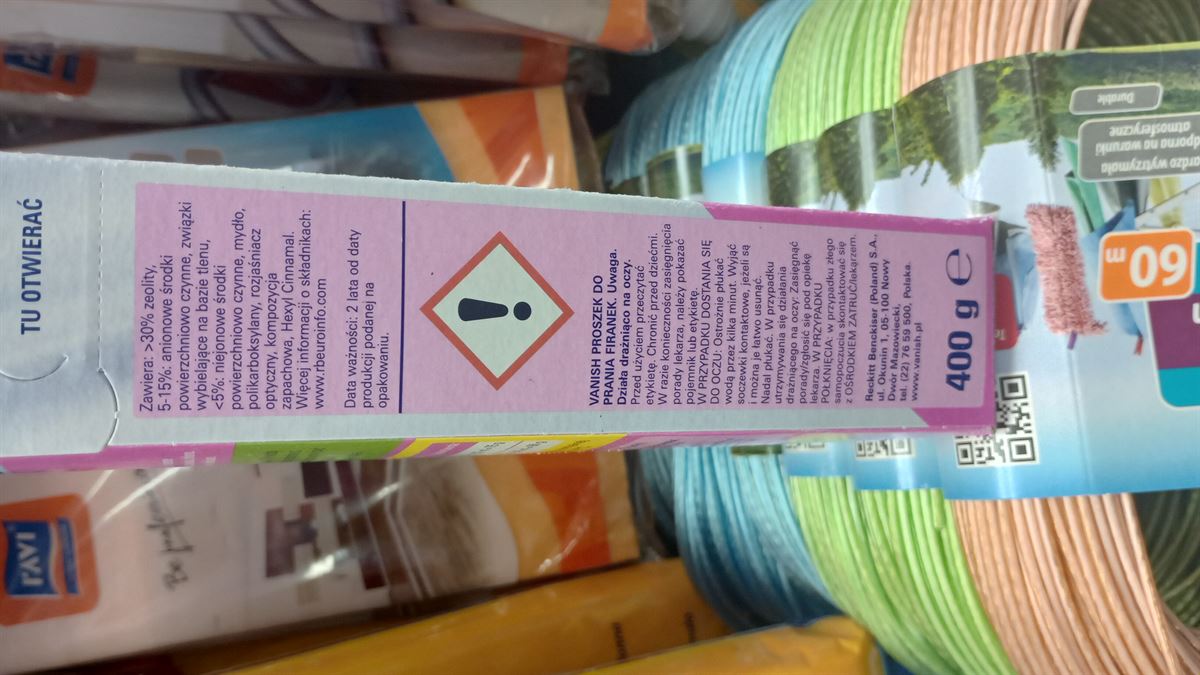 TU OTWIERAĆ
Zawiera: >30% zeolity,
5-15%: anionowe środki
powierzchniowo czynne, związki
wybielające na bazie tlenu,
<5%: niejonowe środki
powierzchniowo czynne, mydło,
polikarboksylany, rozjaśniacz
optyczny, kompozycja
zapachowa, Hexyl Cinnamal.
Więcej informacji o składnikach:
www.rbeuroinfo.com
Data ważności: 2 lata od daty
produkcji podanej na
opakowaniu.
VANISH PROSZEK DO
PRANIA FIRANEK. Uwaga.
Działa drażniąco na oczy.
Przed użyciem przeczytać
etykietę. Chronić przed dziećmi.
W razie konieczności zasięgnięcia
porady lekarza, należy pokazać
pojemnik lub etykietę.
W PRZYPADKU DOSTANIA SIĘ
DO OCZU: Ostrożnie płukać
wodą przez kilka minut. Wyjąć
soczewki kontaktowe, jeżeli są
i można je łatwo usunąć.
Nadal płukać. W przypadku
utrzymywania się działania
drażniącego na oczy: Zasięgnąć
porady/zgłosić się pod opiekę
lekarza. W PRZYPADKU
POŁKNIĘCIA: w przypadku złego
samopoczucia skontaktować się
z OŚRODKIEM ZATRUĆ/lekarzem.
Reckitt Benckiser (Poland) S.A.,
ul. Okunin 1, 05-100 Nowy
Dwór Mazowiecki,
tel. (22) 76 59 500, Polska.
www.vanish.pl
400 g e
ravi
60 m
wytrzymała
na warunki
atmosferyczne
Durable